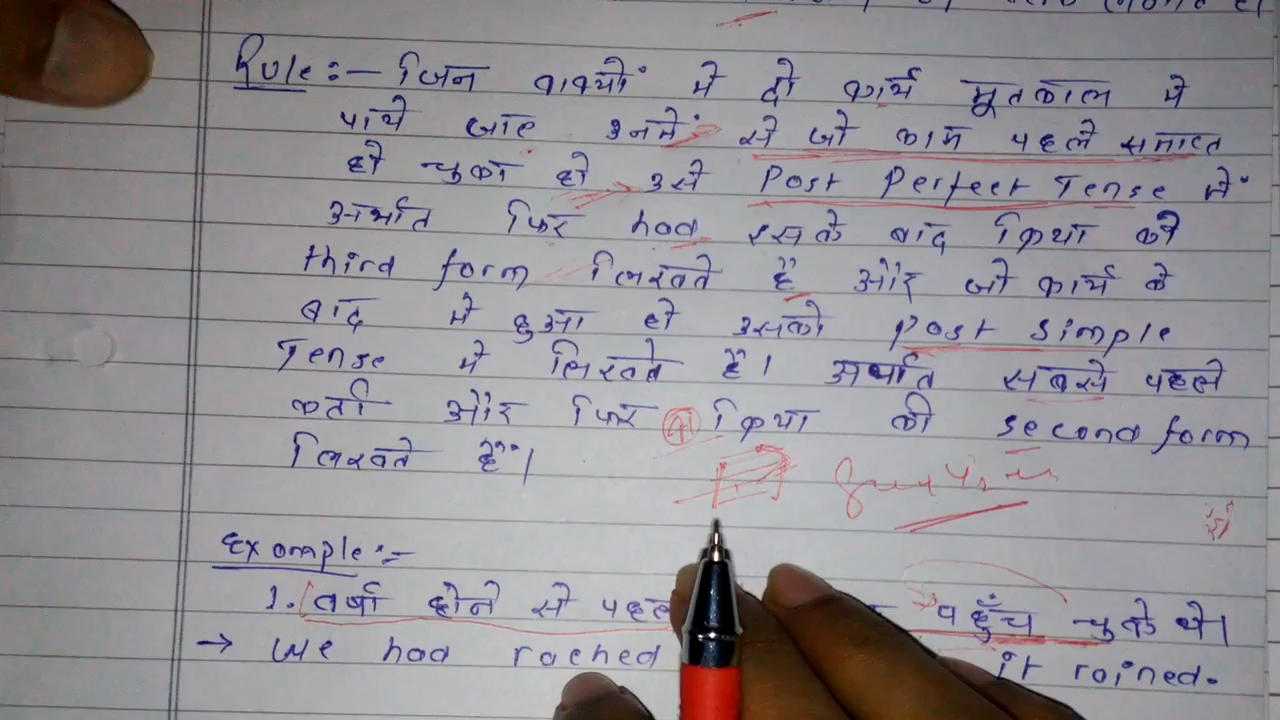 Rule:- जिन वाक्यों में दो कार्य भूतकाल में
पाये जाए उनमें से जो काम पहले समाप्त
हो चुका हो उसे Past Perfect Tense में
अर्थात फिर had इसके बाद क्रिया की
third form लिखते हैं और जो कार्य के
बाद में हुआ हो उसको Past Simple
Tense में लिखते हैं। अर्थात सबसे पहले
कर्ता और फिर क्रिया की second form
लिखते हैं।
Example:-
1. वर्षा होने से पहले पहुँच चुके थे।
→ We had rached it rained.